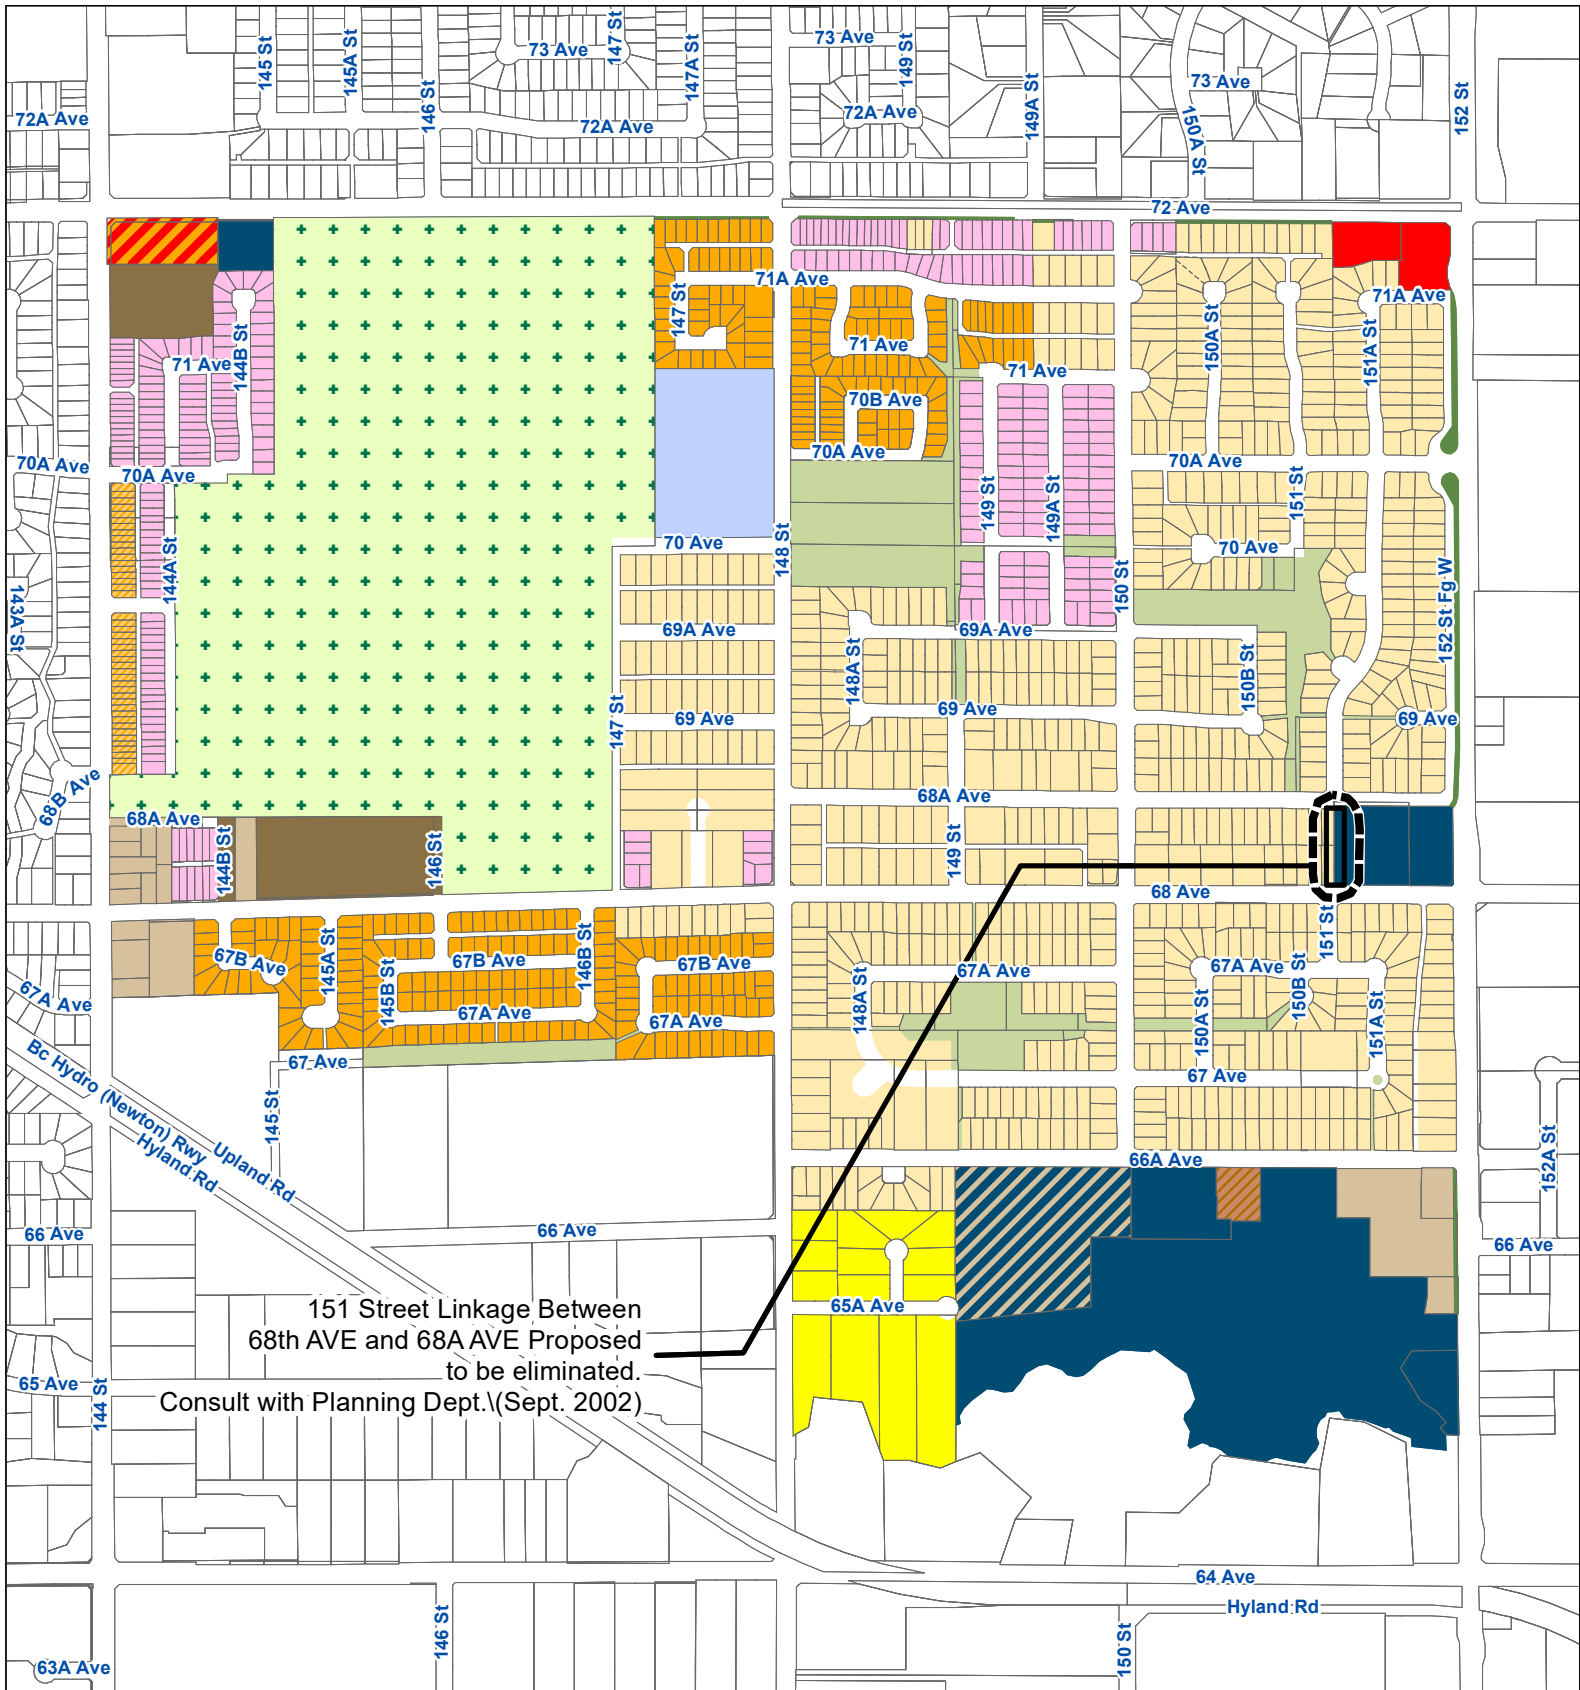 145 St
145A St
146 St
73 Ave
147 St
147A St
73 Ave
149 St
149A St
73 Ave
150A St
152 St
72A Ave
72A Ave
72A Ave
72 Ave
71A Ave
147 St
71 Ave
144B St
71 Ave
70B Ave
70A Ave
71 Ave
150A St
151A St
71A Ave
70A Ave
70A Ave
144A St
143A St
70 Ave
148 St
149 St
149A St
150 St
70A Ave
151 St
70 Ave
152 St Fg W
69A Ave
69A Ave
148A St
150B St
147 St
69 Ave
69 Ave
69 Ave
68B Ave
68A Ave
68A Ave
144B St
146 St
149 St
68 Ave
151 St
67B Ave
145A St
145B St
67B Ave
146B St
67B Ave
67A Ave
67A Ave
67A Ave
67A Ave
148A St
67A Ave
150A St
150B St
151A St
67 Ave
67 Ave
Bc Hydro (Newton) Rwy
Upland Rd
Hyland Rd
145 St
66A Ave
152A St
66 Ave
66 Ave
66 Ave
65A Ave
151 Street Linkage Between
68th AVE and 68A AVE Proposed
to be eliminated.
Consult with Planning Dept.\(Sept. 2002)
65 Ave
144 St
64 Ave
Hyland Rd
146 St
150 St
63A Ave